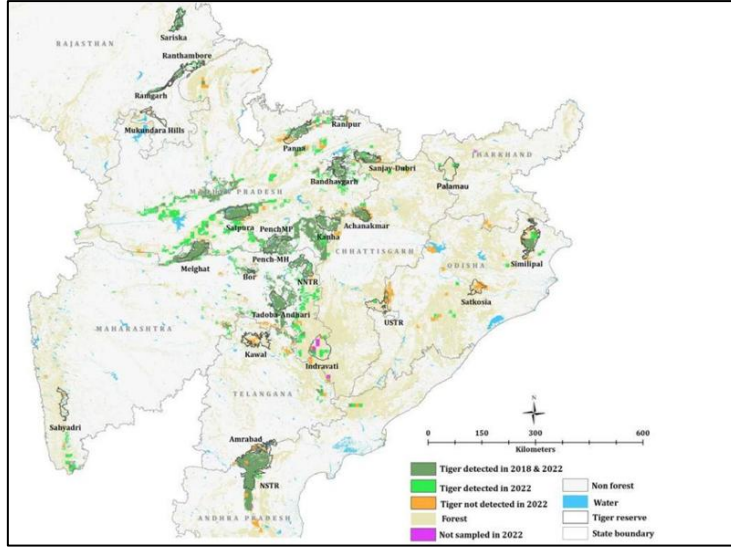 Sariska
RAJASTHAN
Ranthambore
Ramgarh
Mukundara Hills
Ranipur
Panna
Sanjay-Dubri
JHARKHAND
Bandhavgarh
Palamau
MADHYA PRADESH
Satpura
PenchMP
Kanha
Achanakmar
Melghat
Pench-MH
CHHATTISGARH
ODISHA
Similipal
Bor
NNTR
Satkosia
Tadoba-Andhari
USTR
MAHARASHTRA
Kawal
Indravati
TELANGANA
Sahyadri
Amrabad
NSTR
ANDHRA PRADESH
N
0 150 300 600
Kilometers
Tiger detected in 2018 & 2022
Tiger detected in 2022
Tiger not detected in 2022
Forest
Not sampled in 2022
Non forest
Water
Tiger reserve
State boundary